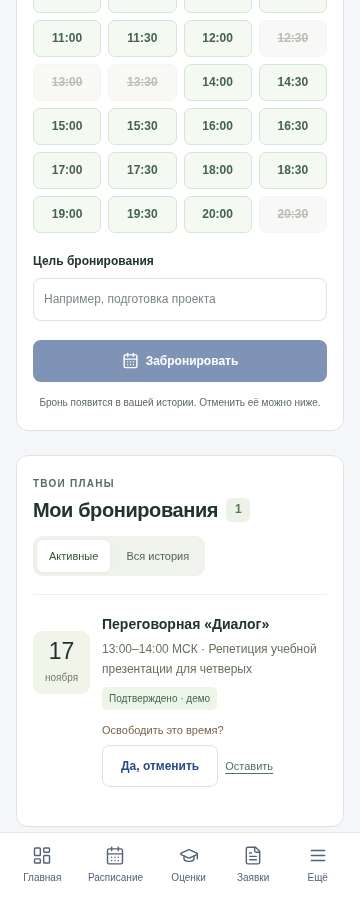 11:00 11:30 12:00 12:30
13:00 13:30 14:00 14:30
15:00 15:30 16:00 16:30
17:00 17:30 18:00 18:30
19:00 19:30 20:00 20:30
Цель бронирования
Например, подготовка проекта
Забронировать
Бронь появится в вашей истории. Отменить её можно ниже.
ТВОИ ПЛАНЫ
Мои бронирования 1
Активные Вся история
17
ноября
Переговорная «Диалог»
13:00–14:00 МСК · Репетиция учебной
презентации для четверых
Подтверждено · демо
Освободить это время?
Да, отменить Оставить
Главная Расписание Оценки Заявки Ещё